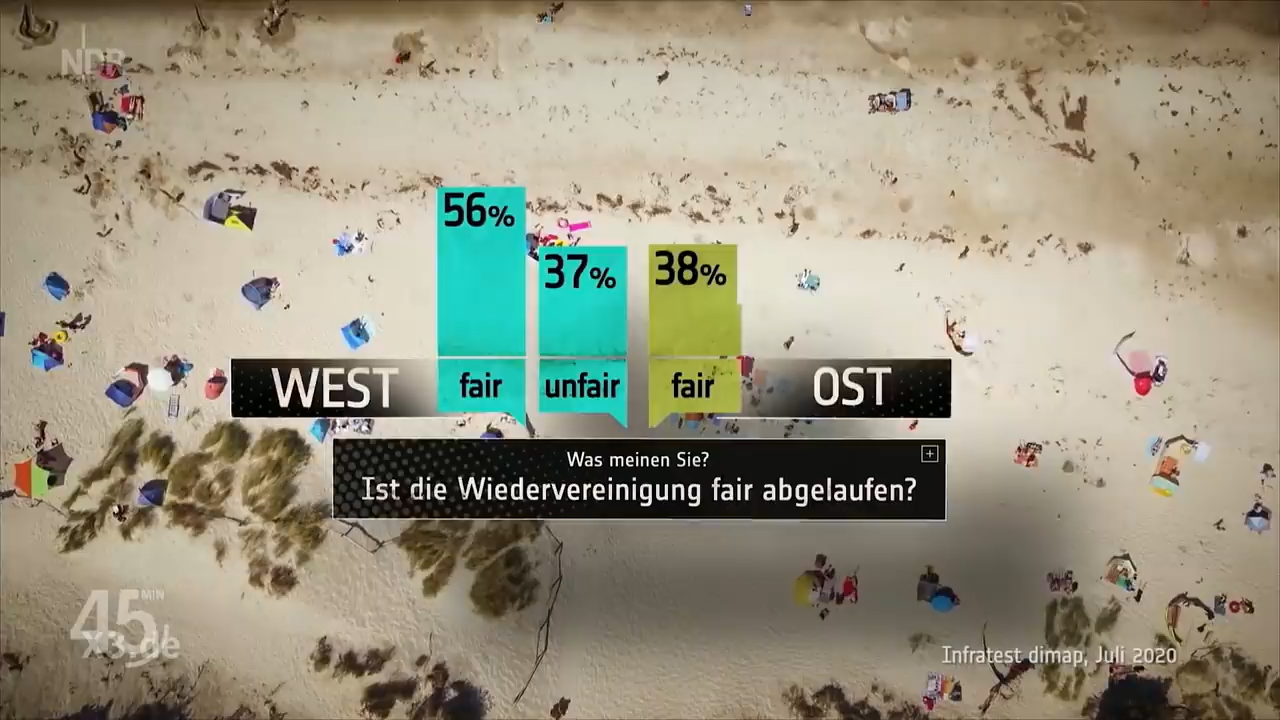 NDR
56%
37%
38%
WEST
fair
unfair
fair
OST
Was meinen Sie?
Ist die Wiedervereinigung fair abgelaufen?
45 MIN
X3.de
Infratest dimap, Juli 2020